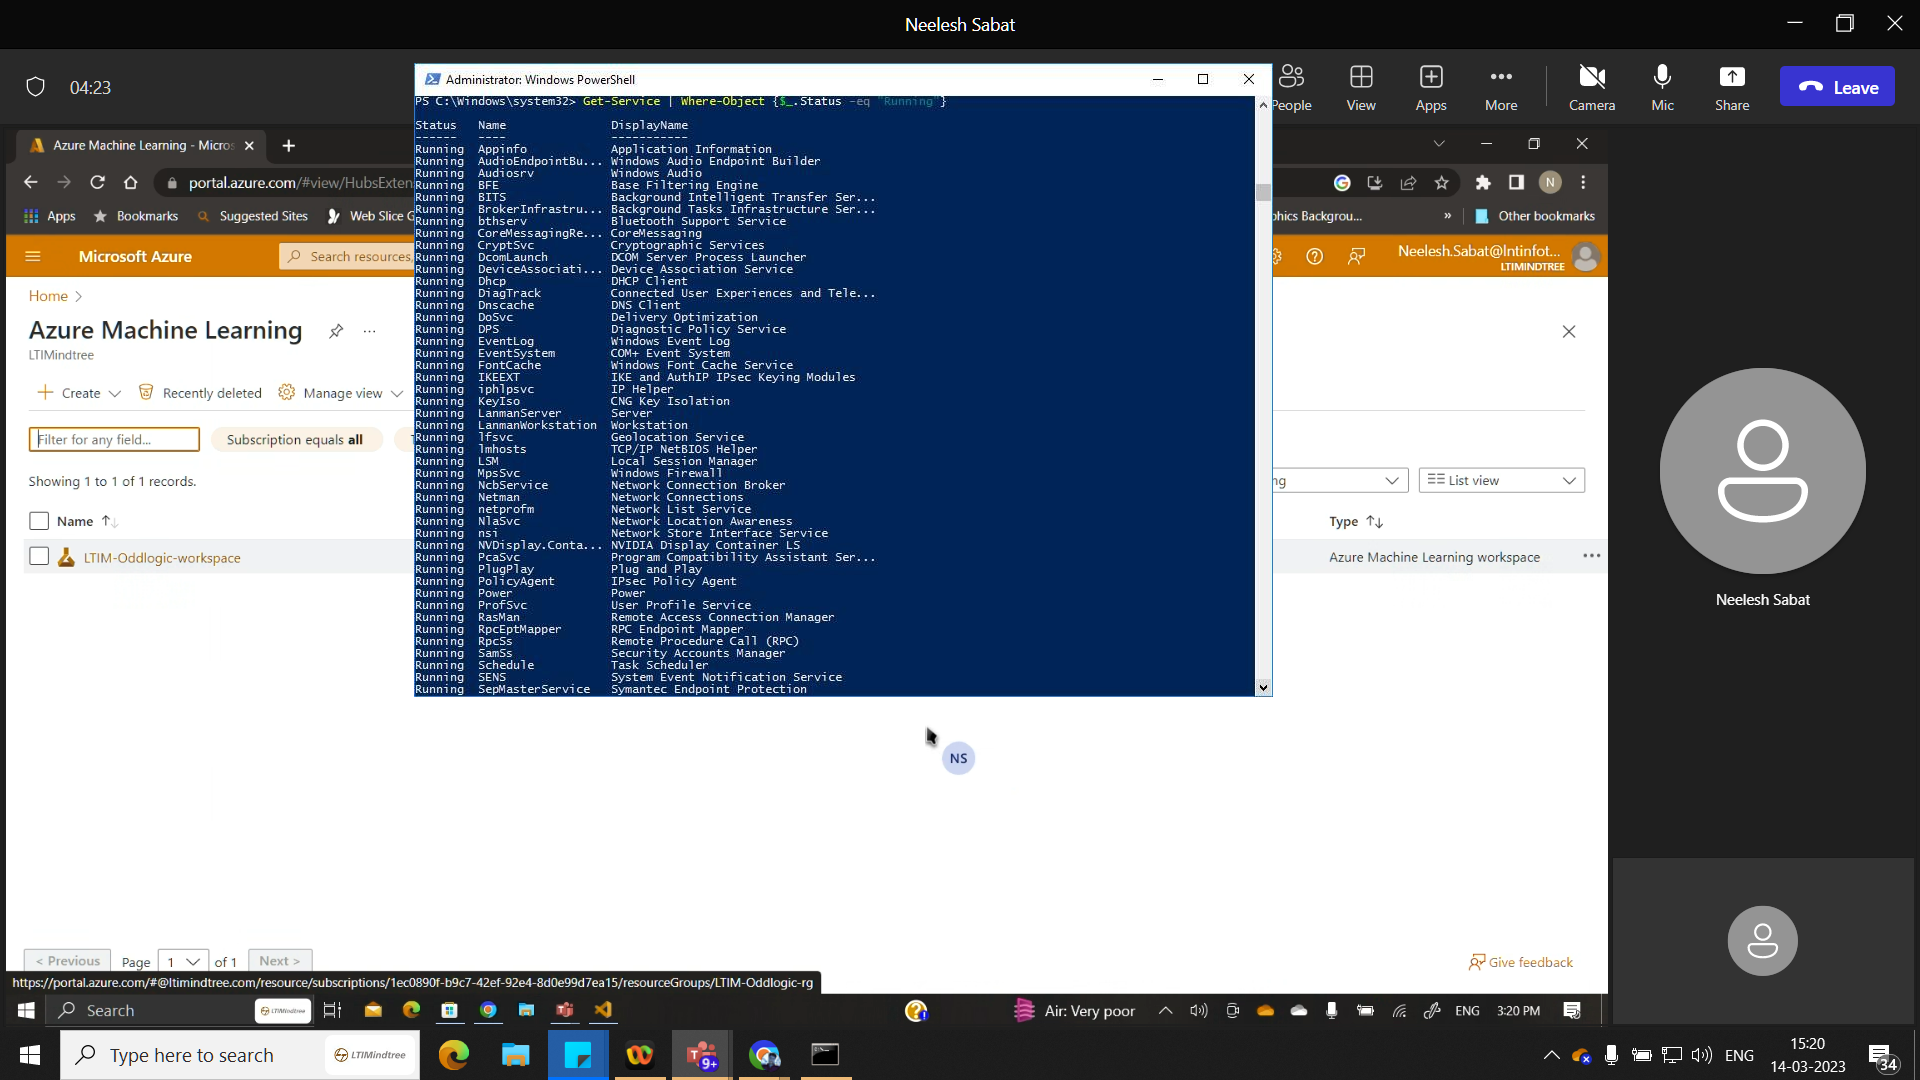 Neelesh Sabat
04:23
People
View
Apps
More
Camera
Mic
Share
Leave
Administrator: Windows PowerShell
PS C:\Windows\system32> Get-Service | Where-Object {$_.Status -eq "Running"}
Status Name DisplayName
------ ---- -----------
Running Appinfo Application Information
Running AudioEndpointBu... Windows Audio Endpoint Builder
Running Audiosrv Windows Audio
Running BFE Base Filtering Engine
Running BITS Background Intelligent Transfer Ser...
Running BrokerInfrastru... Background Tasks Infrastructure Ser...
Running bthserv Bluetooth Support Service
Running CoreMessagingRe... CoreMessaging
Running CryptSvc Cryptographic Services
Running DcomLaunch DCOM Server Process Launcher
Running DeviceAssociati... Device Association Service
Running Dhcp DHCP Client
Running DiagTrack Connected User Experiences and Tele...
Running Dnscache DNS Client
Running DoSvc Delivery Optimization
Running DPS Diagnostic Policy Service
Running EventLog Windows Event Log
Running EventSystem COM+ Event System
Running FontCache Windows Font Cache Service
Running IKEEXT IKE and AuthIP IPsec Keying Modules
Running iphlpsvc IP Helper
Running KeyIso CNG Key Isolation
Running LanmanServer Server
Running LanmanWorkstation Workstation
Running lfsvc Geolocation Service
Running lmhosts TCP/IP NetBIOS Helper
Running LSM Local Session Manager
Running MpsSvc Windows Firewall
Running NcbService Network Connection Broker
Running Netman Network Connections
Running netprofm Network List Service
Running NlaSvc Network Location Awareness
Running nsi Network Store Interface Service
Running NVDisplay.Conta... NVIDIA Display Container LS
Running PcaSvc Program Compatibility Assistant Ser...
Running PlugPlay Plug and Play
Running PolicyAgent IPsec Policy Agent
Running Power Power
Running ProfSvc User Profile Service
Running RasMan Remote Access Connection Manager
Running RpcEptMapper RPC Endpoint Mapper
Running RpcSs Remote Procedure Call (RPC)
Running SamSs Security Accounts Manager
Running Schedule Task Scheduler
Running SENS System Event Notification Service
Running SepMasterService Symantec Endpoint Protection
Azure Machine Learning - Micros
portal.azure.com/#view/HubsExten
N
Apps
Bookmarks
Suggested Sites
Web Slice G
phics Backgrou...
»
Other bookmarks
Microsoft Azure
Search resources,
Neelesh.Sabat@lntinfot...
LTIMINDTREE
Home
Azure Machine Learning
LTIMindtree
Create
Recently deleted
Manage view
Filter for any field...
Subscription equals all
Showing 1 to 1 of 1 records.
ng
List view
Name
Type
LTIM-Oddlogic-workspace
Azure Machine Learning workspace
Neelesh Sabat
NS
< Previous
Page 1 of 1
Next >
Give feedback
https://portal.azure.com/#@ltimindtree.com/resource/subscriptions/1ec0890f-b9c7-42ef-92e4-8d0e99d7ea15/resourceGroups/LTIM-Oddlogic-rg
Search
LTIMindtree
Air: Very poor
ENG
3:20 PM
Type here to search
LTIMindtree
9+
ENG
15:20
14-03-2023
34